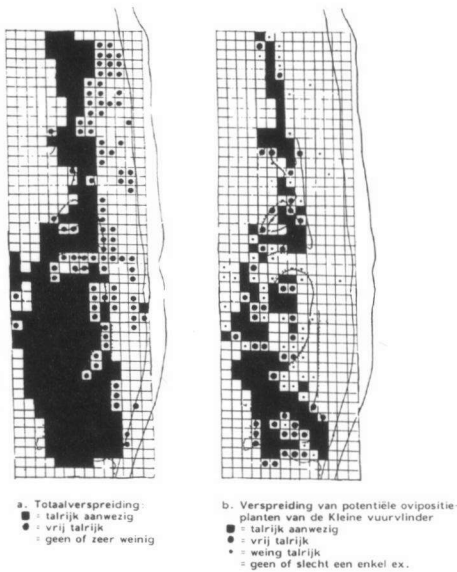 a. Totaalverspreiding:
■ = talrijk aanwezig
● = vrij talrijk
= geen of zeer weinig
b. Verspreiding van potentiële ovipositie-
planten van de Kleine vuurvlinder
■ = talrijk aanwezig
● = vrij talrijk
• = weing talrijk
= geen of slecht een enkel ex.